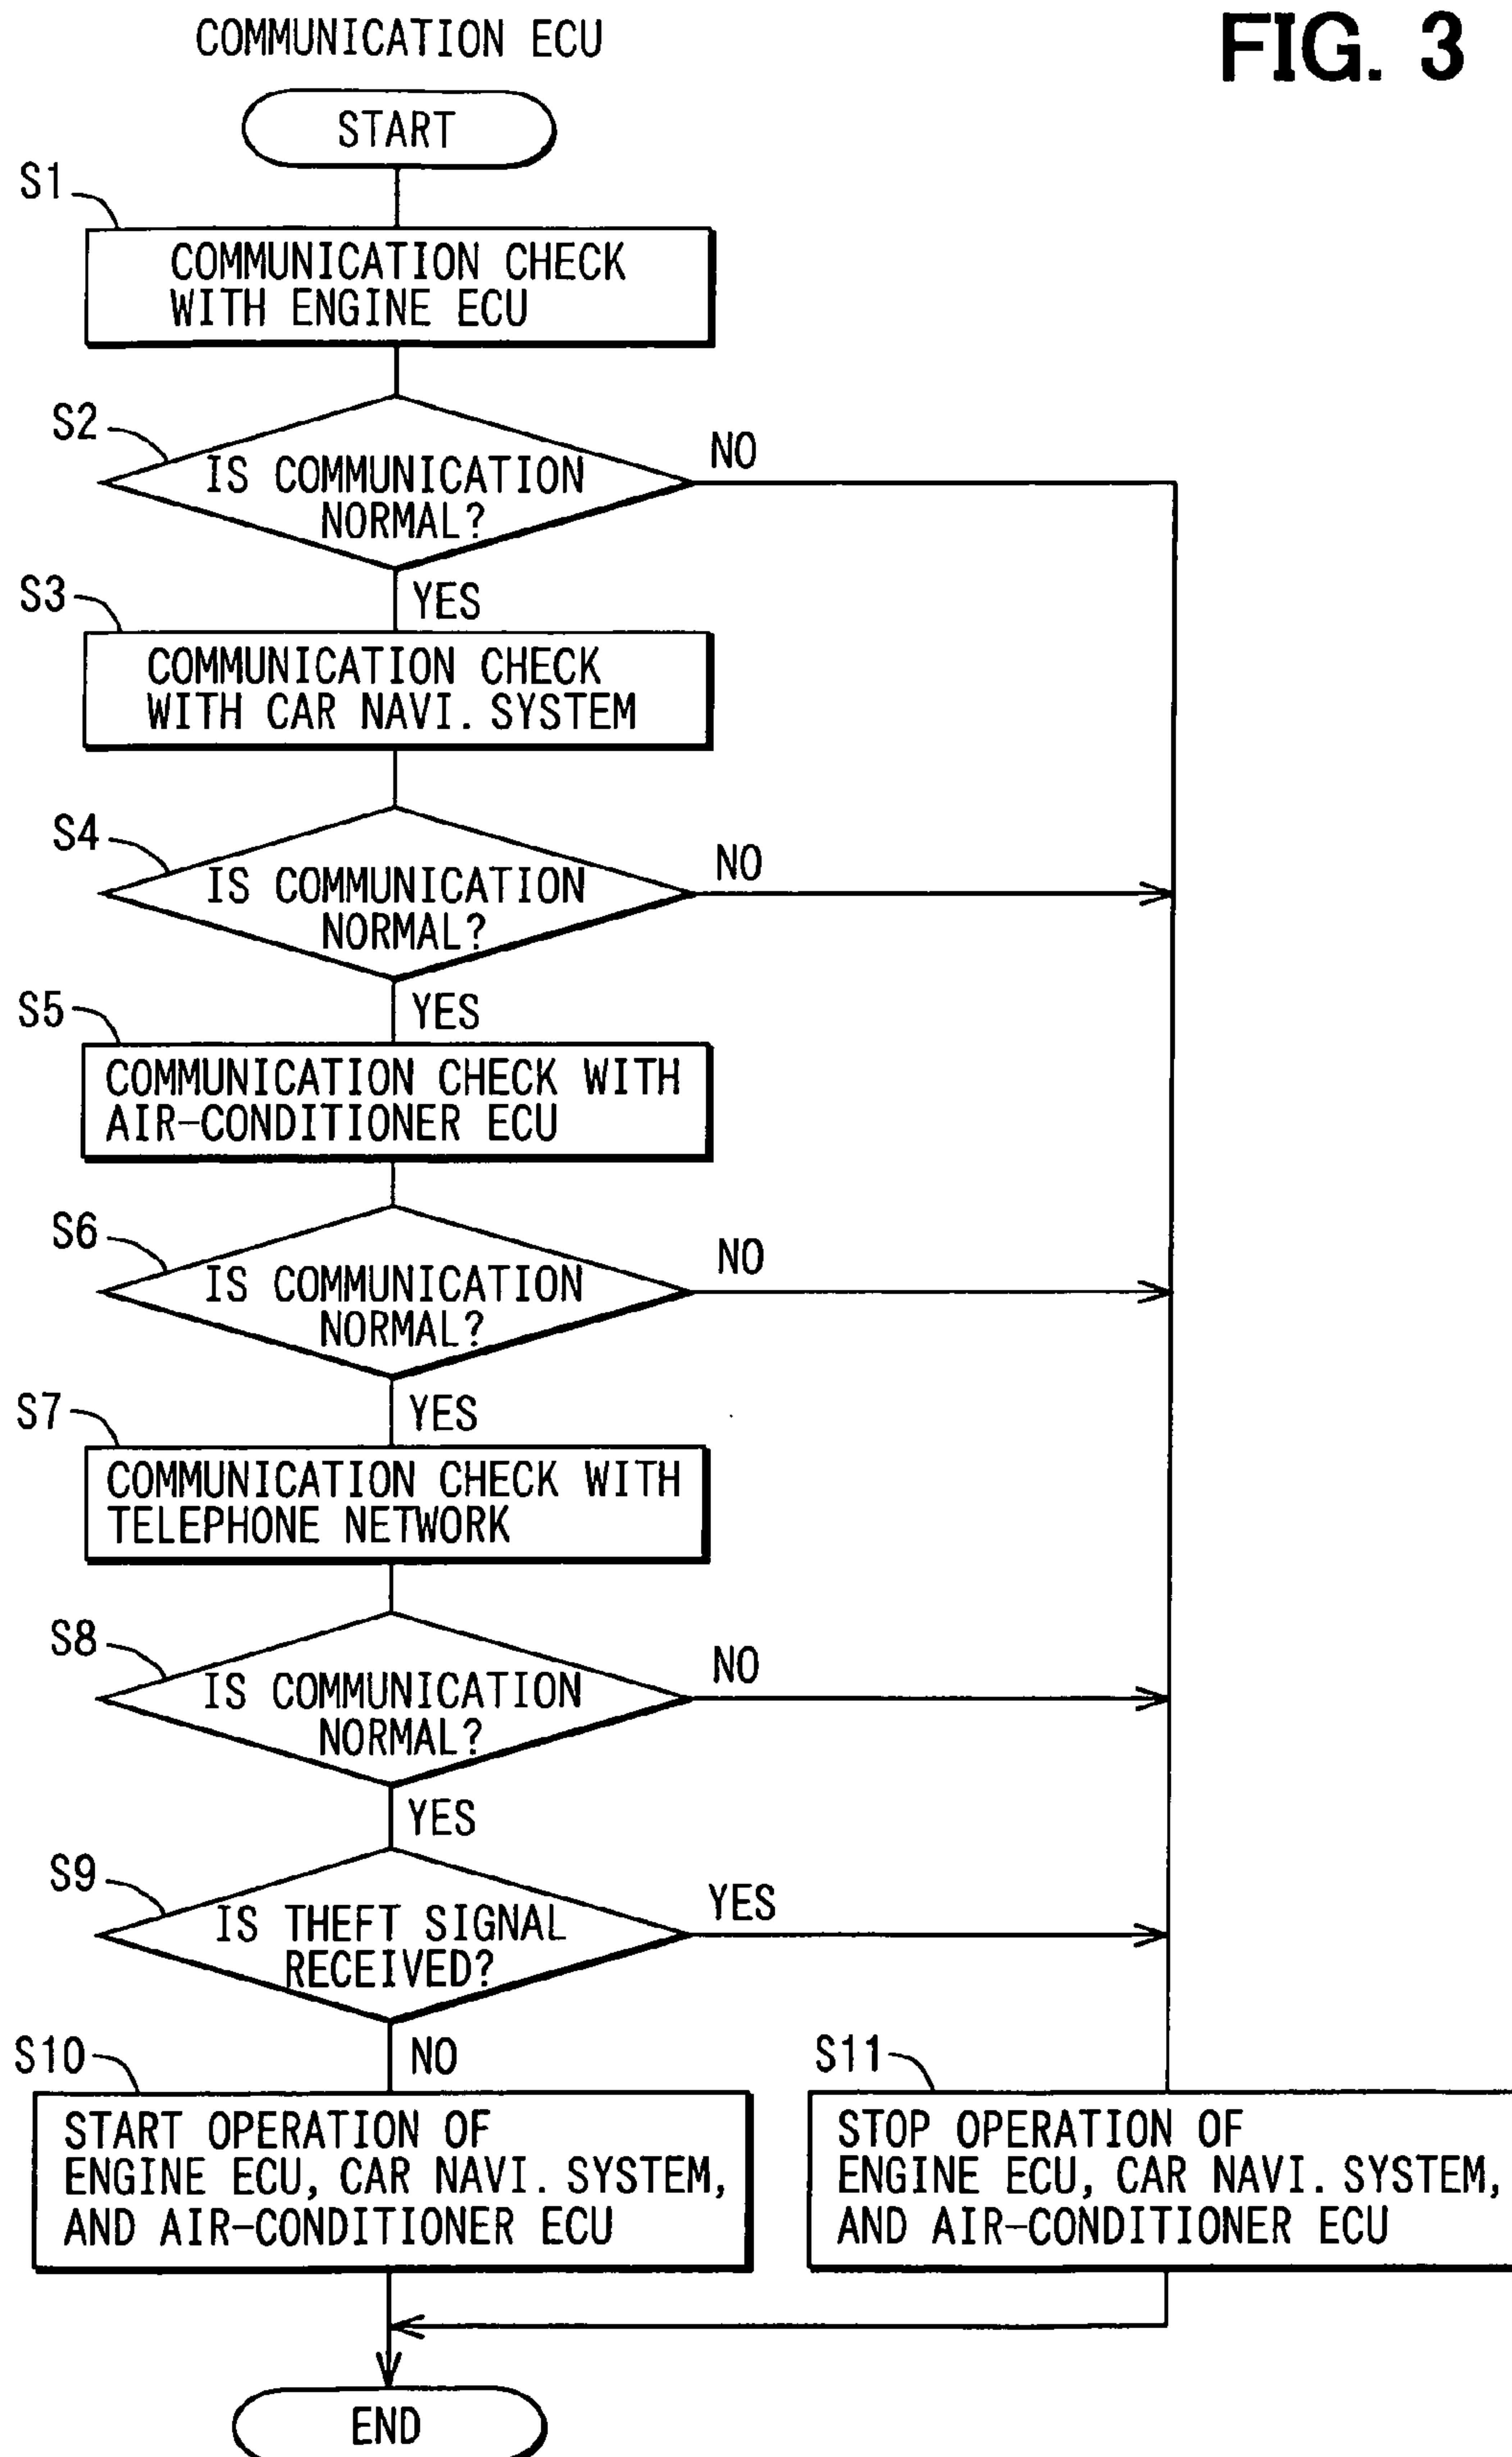 COMMUNICATION ECU
FIG. 3
START
S1
COMMUNICATION CHECK
WITH ENGINE ECU
S2
IS COMMUNICATION
NORMAL?
NO
YES
S3
COMMUNICATION CHECK
WITH CAR NAVI. SYSTEM
S4
IS COMMUNICATION
NORMAL?
NO
YES
S5
COMMUNICATION CHECK WITH
AIR-CONDITIONER ECU
S6
IS COMMUNICATION
NORMAL?
NO
YES
S7
COMMUNICATION CHECK WITH
TELEPHONE NETWORK
S8
IS COMMUNICATION
NORMAL?
NO
YES
S9
IS THEFT SIGNAL
RECEIVED?
YES
NO
S10
START OPERATION OF
ENGINE ECU, CAR NAVI. SYSTEM,
AND AIR-CONDITIONER ECU
S11
STOP OPERATION OF
ENGINE ECU, CAR NAVI. SYSTEM,
AND AIR-CONDITIONER ECU
END